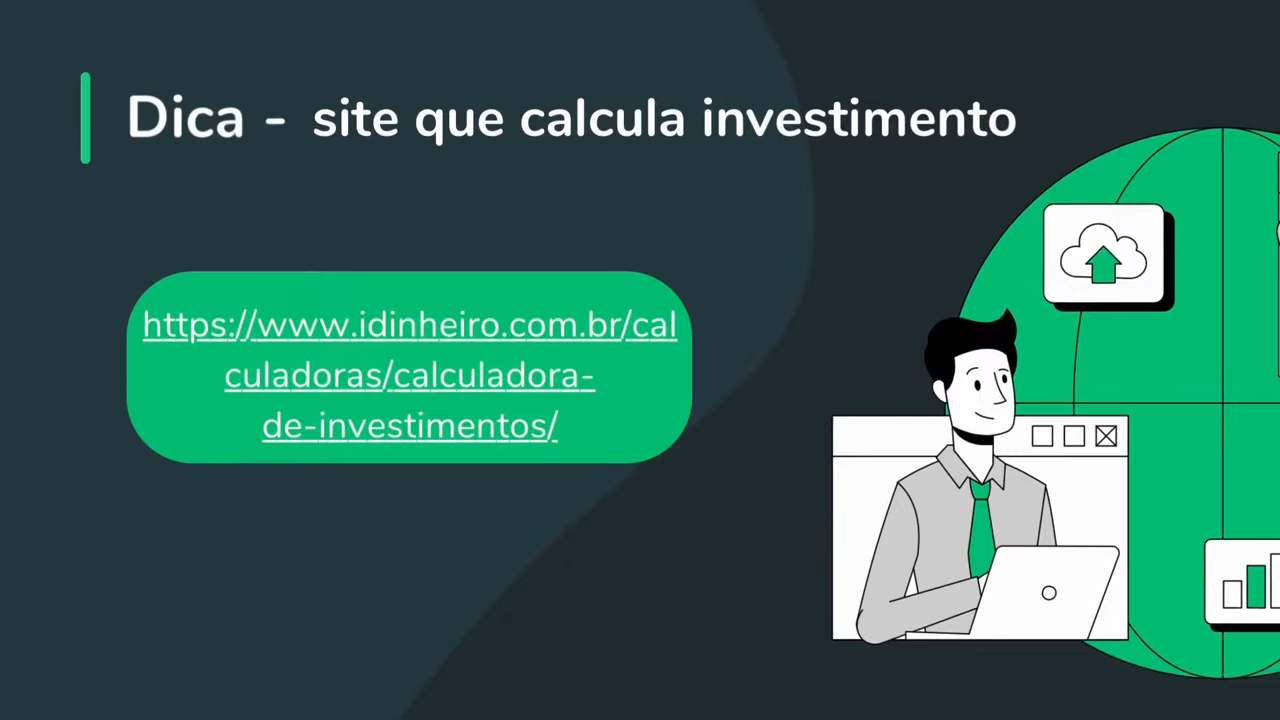 Dica - site que calcula investimento
https://www.idinheiro.com.br/cal
culadoras/calculadora-
de-investimentos/